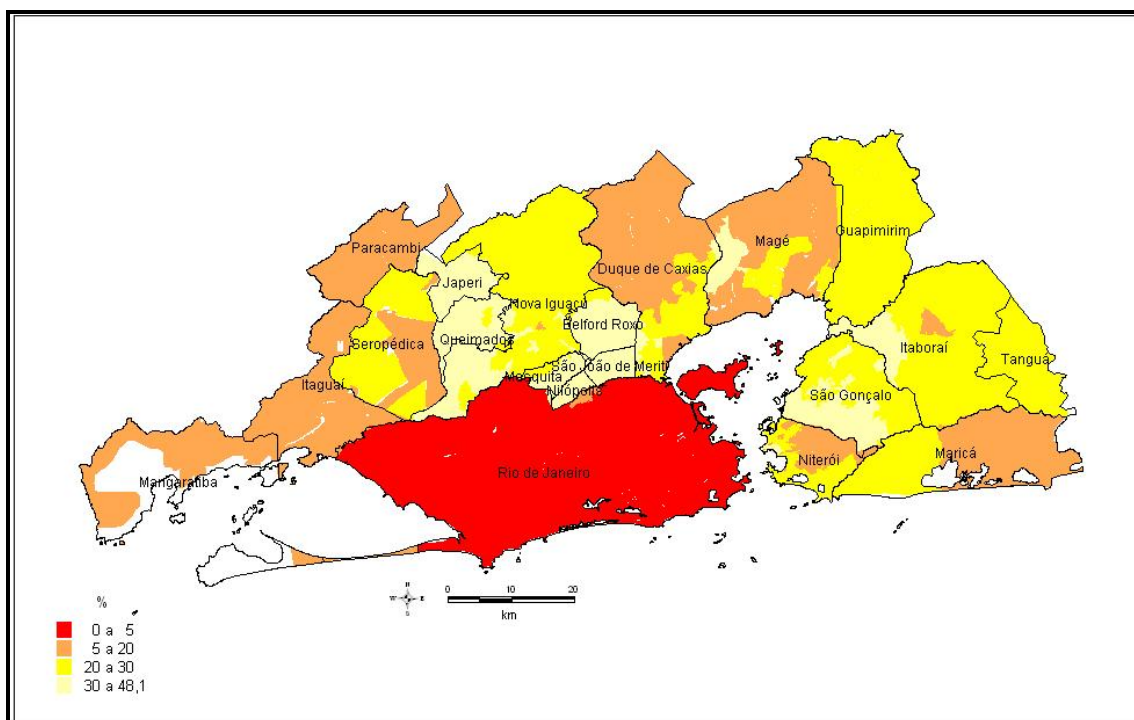 Guapimirim
Magé
Paracambi
Duque de Caxias
Japeri
Nova Iguaçú
Belford Roxo
Queimados
Seropédica
Itaboraí
Tanguá
São João de Meriti
Mesquita
Itaguaí
Nilópolis
São Gonçalo
Maricá
Niterói
Rio de Janeiro
Mangaratiba
N
W E
S
0 10 20
km
%
0 a 5
5 a 20
20 a 30
30 a 48,1